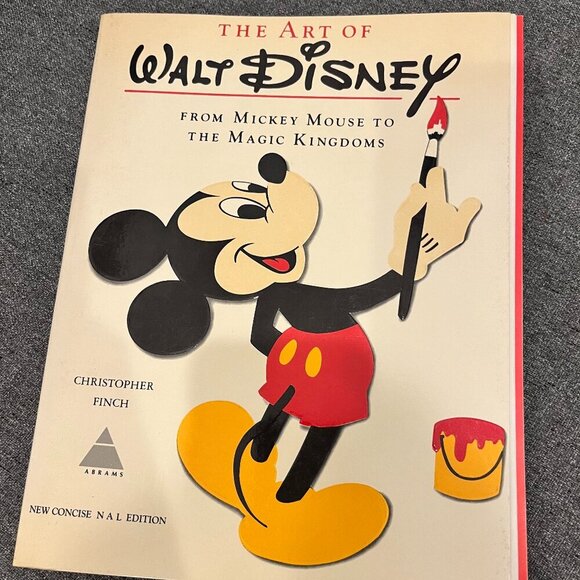 THE ART OF
WALT DISNEY
FROM MICKEY MOUSE TO
THE MAGIC KINGDOMS
CHRISTOPHER
FINCH
ABRAMS
NEW CONCISE N A L EDITION